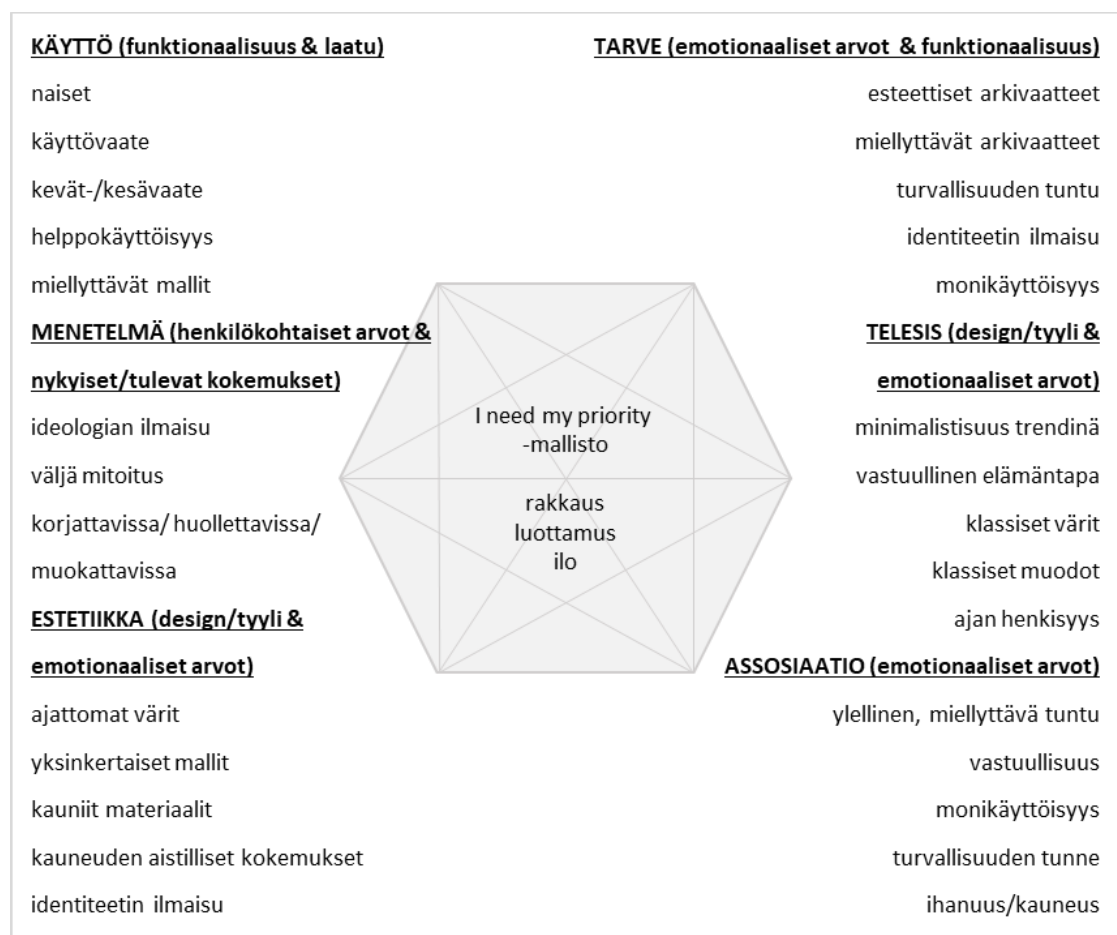 KÄYTTÖ (funktionaalisuus & laatu)
naiset
käyttövaate
kevät-/kesävaate
helppokäyttöisyys
miellyttävät mallit
MENETELMÄ (henkilökohtaiset arvot &
nykyiset/tulevat kokemukset)
ideologian ilmaisu
väljä mitoitus
korjattavissa/ huollettavissa/
muokattavissa
ESTETIIKKA (design/tyyli &
emotionaaliset arvot)
ajattomat värit
yksinkertaiset mallit
kauniit materiaalit
kauneuden aistilliset kokemukset
identiteetin ilmaisu
I need my priority
-mallisto
rakkaus
luottamus
ilo
TARVE (emotionaaliset arvot & funktionaalisuus)
esteettiset arkivaatteet
miellyttävät arkivaatteet
turvallisuuden tuntu
identiteetin ilmaisu
monikäyttöisyys
TELESIS (design/tyyli &
emotionaaliset arvot)
minimalistisuus trendinä
vastuullinen elämäntapa
klassiset värit
klassiset muodot
ajan henkisyys
ASSOSIAATIO (emotionaaliset arvot)
ylellinen, miellyttävä tuntu
vastuullisuus
monikäyttöisyys
turvallisuuden tunne
ihanuus/kauneus